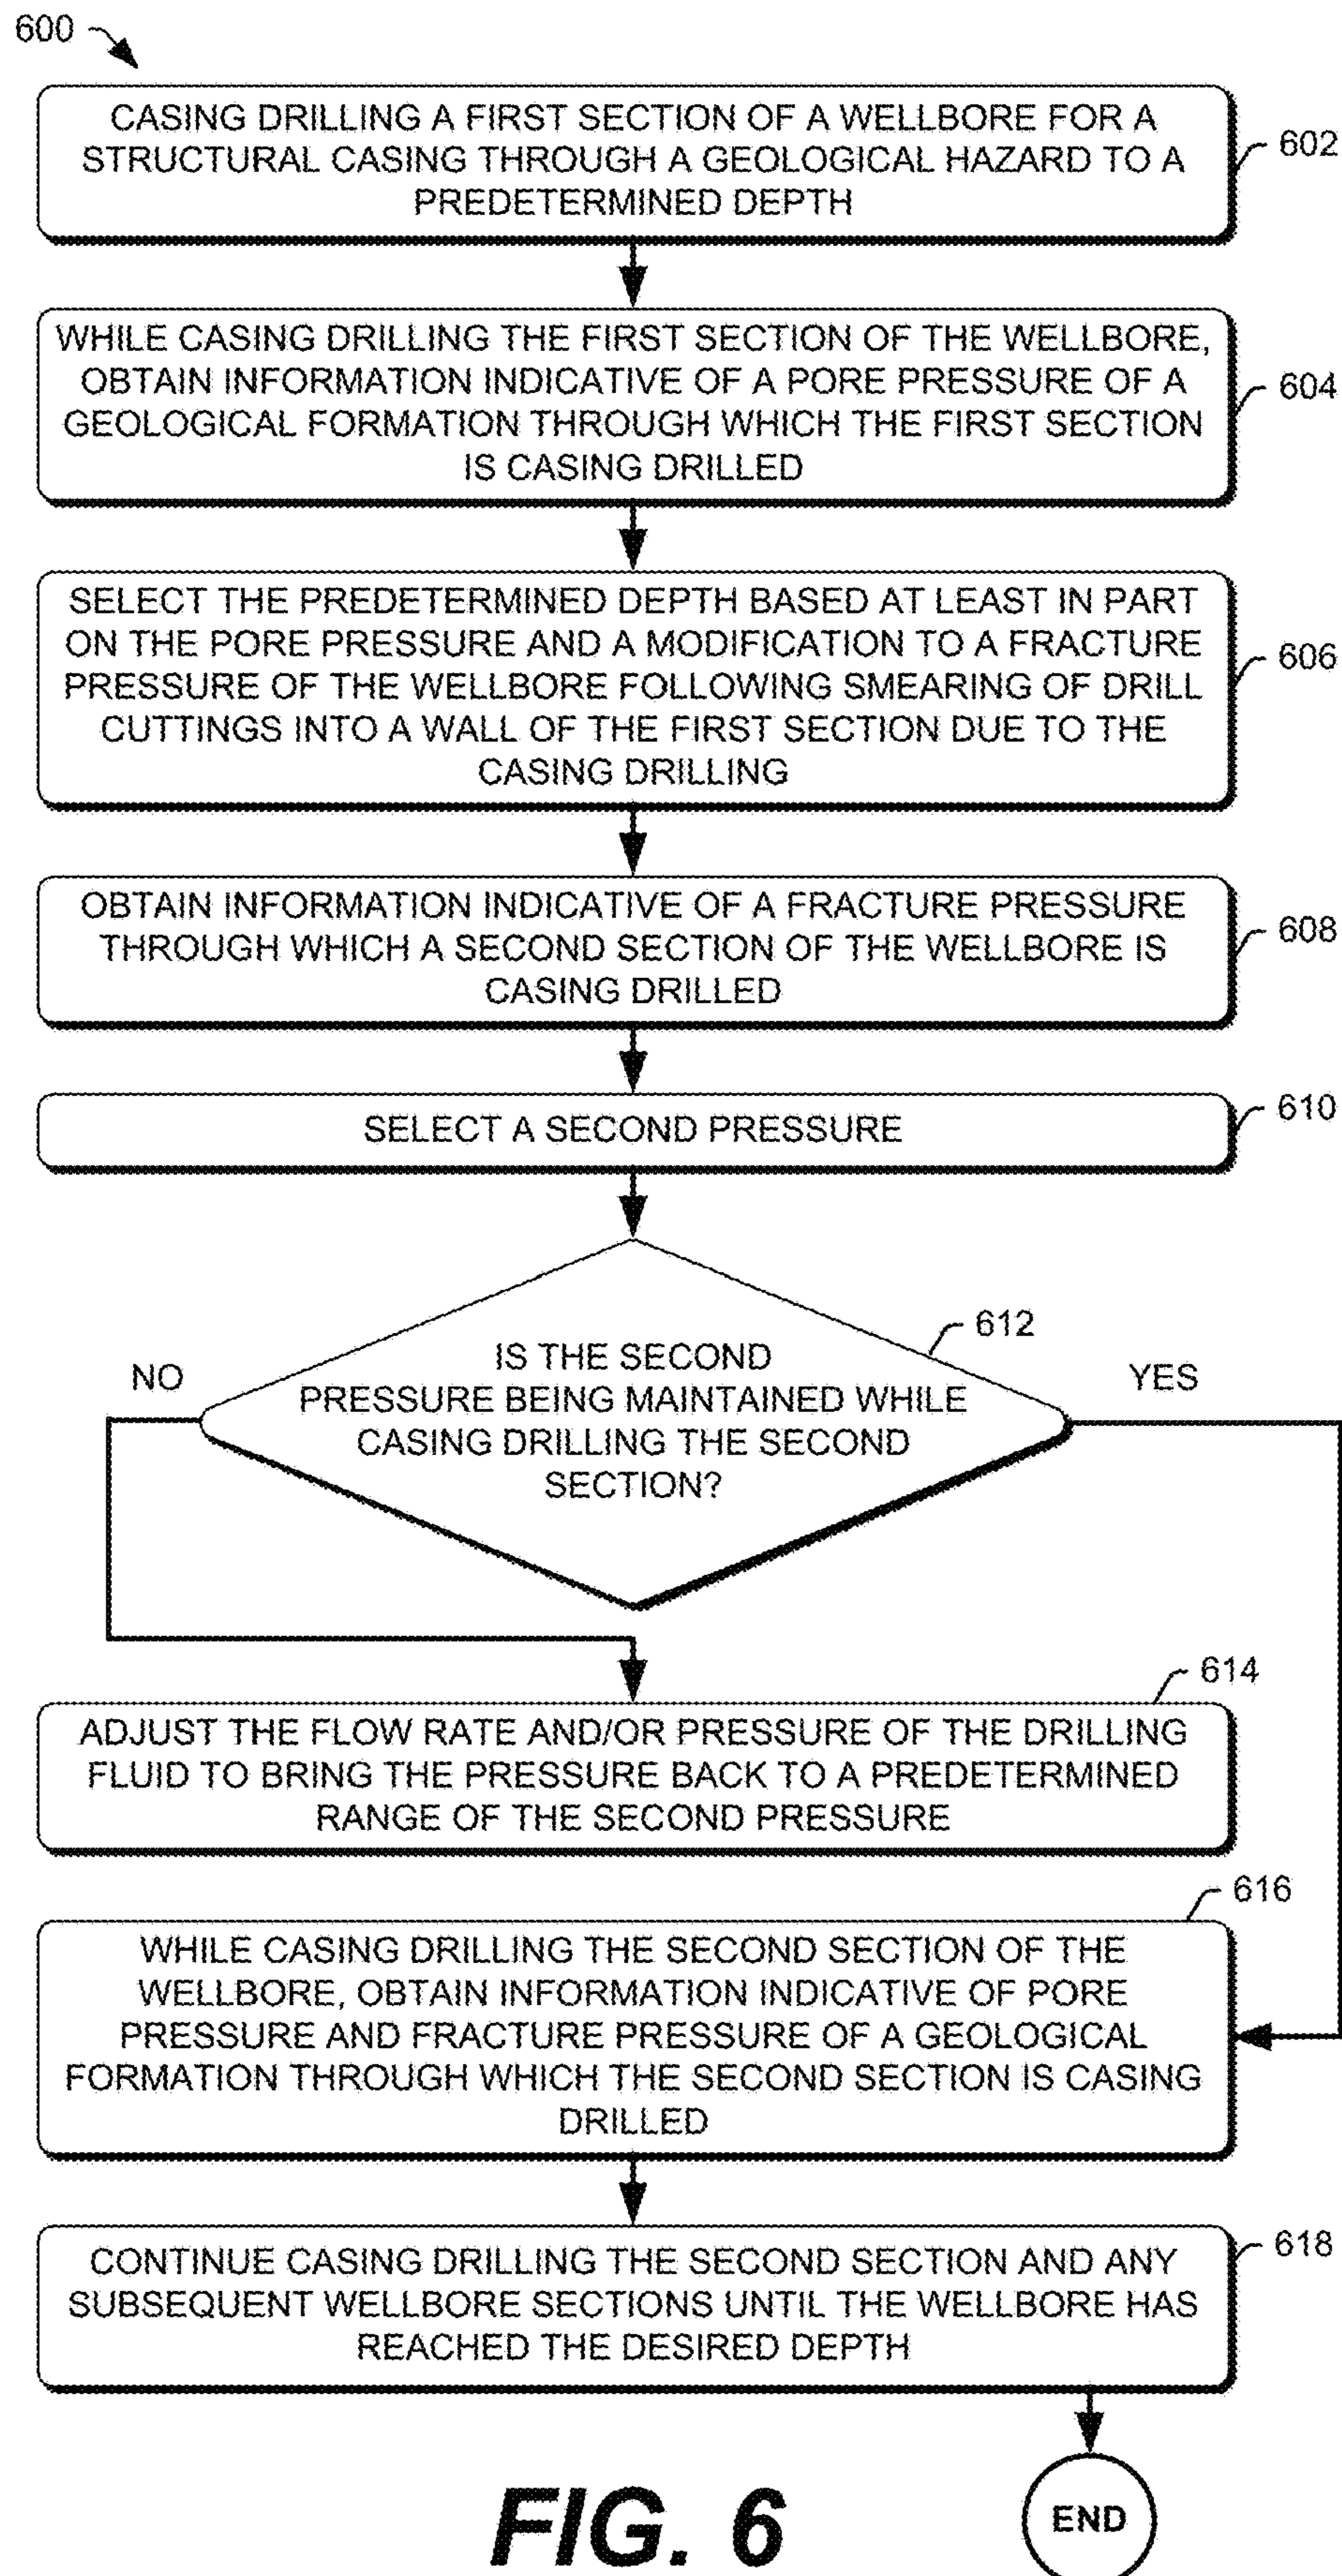 600
CASING DRILLING A FIRST SECTION OF A WELLBORE FOR A
STRUCTURAL CASING THROUGH A GEOLOGICAL HAZARD TO A
PREDETERMINED DEPTH
602
WHILE CASING DRILLING THE FIRST SECTION OF THE WELLBORE,
OBTAIN INFORMATION INDICATIVE OF A PORE PRESSURE OF A
GEOLOGICAL FORMATION THROUGH WHICH THE FIRST SECTION
IS CASING DRILLED
604
SELECT THE PREDETERMINED DEPTH BASED AT LEAST IN PART
ON THE PORE PRESSURE AND A MODIFICATION TO A FRACTURE
PRESSURE OF THE WELLBORE FOLLOWING SMEARING OF DRILL
CUTTINGS INTO A WALL OF THE FIRST SECTION DUE TO THE
CASING DRILLING
606
OBTAIN INFORMATION INDICATIVE OF A FRACTURE PRESSURE
THROUGH WHICH A SECOND SECTION OF THE WELLBORE IS
CASING DRILLED
608
SELECT A SECOND PRESSURE
610
612
IS THE SECOND
PRESSURE BEING MAINTAINED WHILE
CASING DRILLING THE SECOND
SECTION?
NO
YES
614
ADJUST THE FLOW RATE AND/OR PRESSURE OF THE DRILLING
FLUID TO BRING THE PRESSURE BACK TO A PREDETERMINED
RANGE OF THE SECOND PRESSURE
616
WHILE CASING DRILLING THE SECOND SECTION OF THE
WELLBORE, OBTAIN INFORMATION INDICATIVE OF PORE
PRESSURE AND FRACTURE PRESSURE OF A GEOLOGICAL
FORMATION THROUGH WHICH THE SECOND SECTION IS CASING
DRILLED
CONTINUE CASING DRILLING THE SECOND SECTION AND ANY
SUBSEQUENT WELLBORE SECTIONS UNTIL THE WELLBORE HAS
REACHED THE DESIRED DEPTH
618
END
FIG. 6